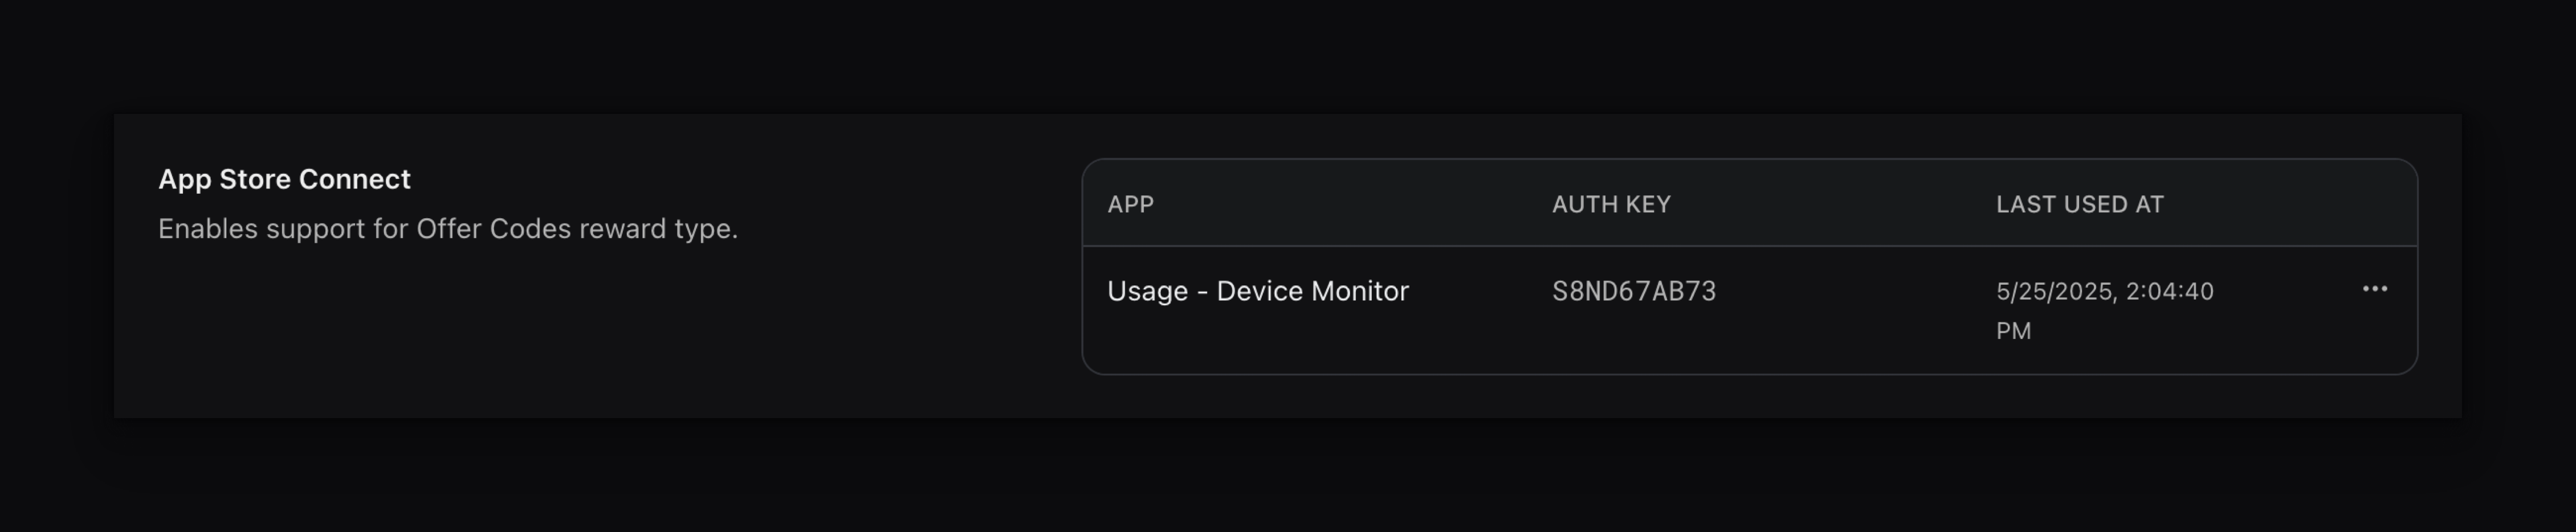 App Store Connect
Enables support for Offer Codes reward type.
APP AUTH KEY LAST USED AT
Usage - Device Monitor S8ND67AB73 5/25/2025, 2:04:40
PM